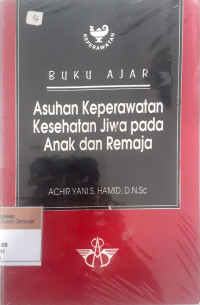 KEPERAWATAN
BUKU AJAR
Asuhan Keperawatan
Kesehatan Jiwa pada
Anak dan Remaja
ACHIR YANI S. HAMID, D.N.Sc